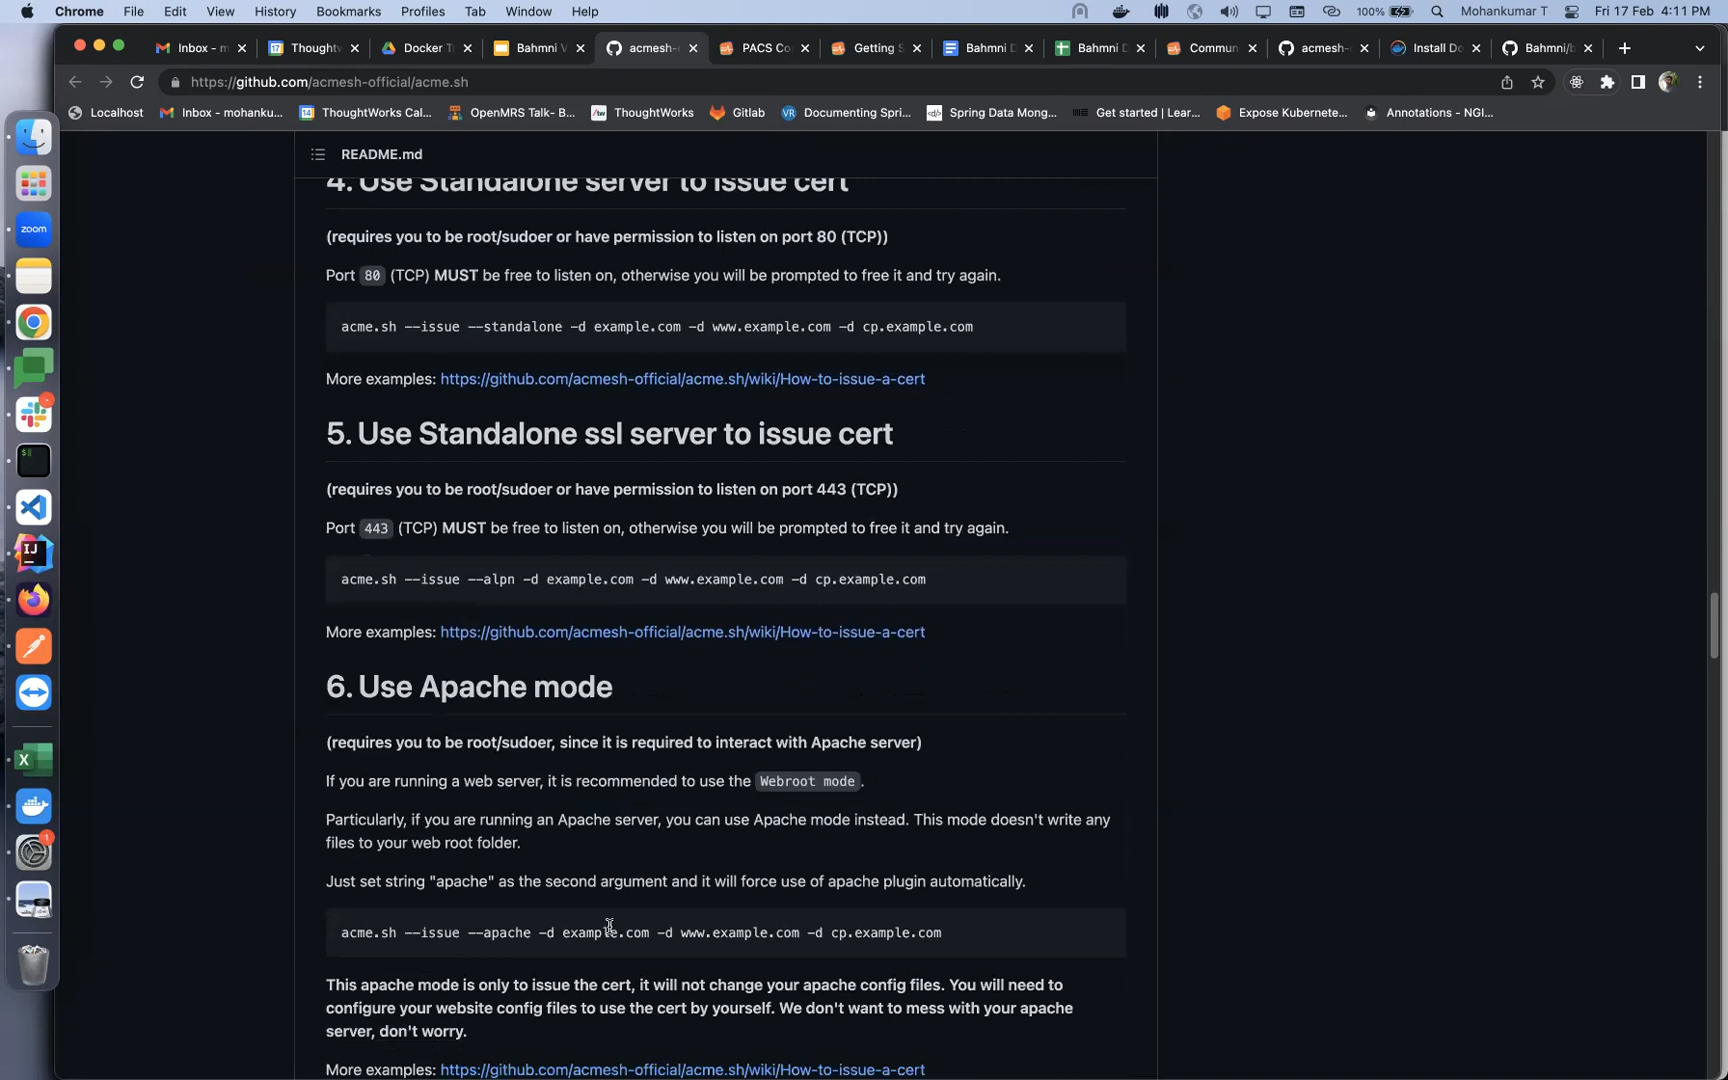 Chrome File Edit View History Bookmarks Profiles Tab Window Help 100% Mohankumar T Fri 17 Feb 4:11 PM
Inbox - m Thoughtw Docker Tr Bahmni V acmesh- PACS Co Getting S Bahmni D Bahmni D Commun acmesh- Install Do Bahmni/b
https://github.com/acmesh-official/acme.sh
Localhost Inbox - mohanku... ThoughtWorks Cal... OpenMRS Talk- B... ThoughtWorks Gitlab Documenting Spri... Spring Data Mong... Get started | Lear... Expose Kubernete... Annotations - NGI...
README.md
4. Use Standalone server to issue cert
(requires you to be root/sudoer or have permission to listen on port 80 (TCP))
Port 80 (TCP) MUST be free to listen on, otherwise you will be prompted to free it and try again.
acme.sh --issue --standalone -d example.com -d www.example.com -d cp.example.com
More examples: https://github.com/acmesh-official/acme.sh/wiki/How-to-issue-a-cert
5. Use Standalone ssl server to issue cert
(requires you to be root/sudoer or have permission to listen on port 443 (TCP))
Port 443 (TCP) MUST be free to listen on, otherwise you will be prompted to free it and try again.
acme.sh --issue --alpn -d example.com -d www.example.com -d cp.example.com
More examples: https://github.com/acmesh-official/acme.sh/wiki/How-to-issue-a-cert
6. Use Apache mode
(requires you to be root/sudoer, since it is required to interact with Apache server)
If you are running a web server, it is recommended to use the Webroot mode.
Particularly, if you are running an Apache server, you can use Apache mode instead. This mode doesn't write any
files to your web root folder.
Just set string "apache" as the second argument and it will force use of apache plugin automatically.
acme.sh --issue --apache -d example.com -d www.example.com -d cp.example.com
This apache mode is only to issue the cert, it will not change your apache config files. You will need to
configure your website config files to use the cert by yourself. We don't want to mess with your apache
server, don't worry.
More examples: https://github.com/acmesh-official/acme.sh/wiki/How-to-issue-a-cert
zoom